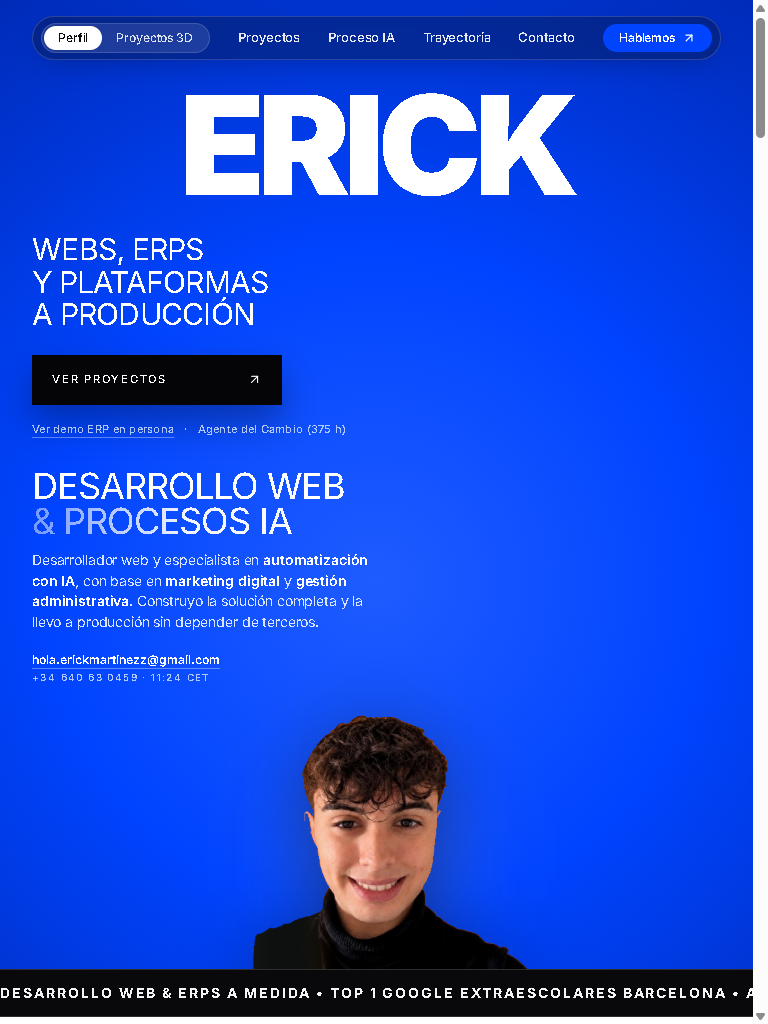 Perfil
Proyectos 3D
Proyectos
Proceso IA
Trayectoria
Contacto
Hablemos
ERICK
WEBS, ERPS
Y PLATAFORMAS
A PRODUCCIÓN
VER PROYECTOS
Ver demo ERP en persona · Agente del Cambio (375 h)
DESARROLLO WEB
& PROCESOS IA
Desarrollador web y especialista en automatización
con IA, con base en marketing digital y gestión
administrativa. Construyo la solución completa y la
llevo a producción sin depender de terceros.
hola.erickmartinezz@gmail.com
+34 640 63 0459 · 11:24 CET
DESARROLLO WEB & ERPS A MEDIDA • TOP 1 GOOGLE EXTRAESCOLARES BARCELONA • A